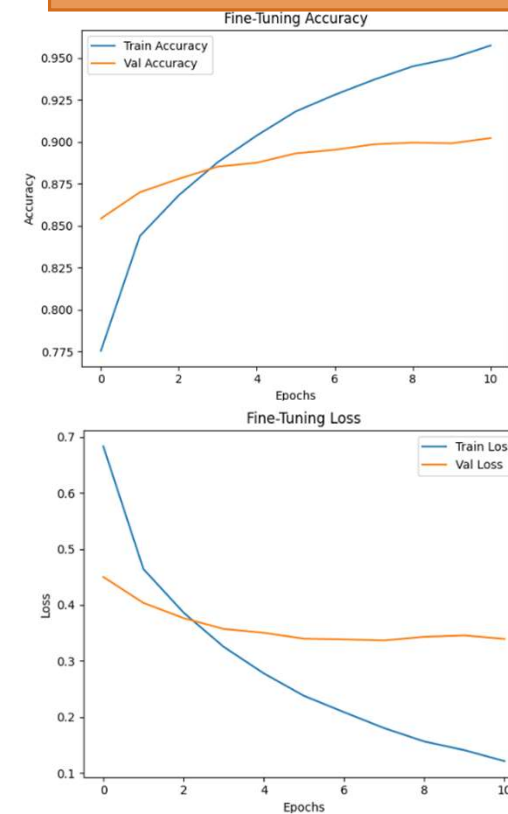 Fine-Tuning Accuracy
Train Accuracy
Val Accuracy
0.950
0.925
0.900
0.875
0.850
0.825
0.800
0.775
Accuracy
0 2 4 6 8 10
Epochs
Fine-Tuning Loss
Train Los
Val Loss
0.7
0.6
0.5
0.4
0.3
0.2
0.1
Loss
0 2 4 6 8 10
Epochs